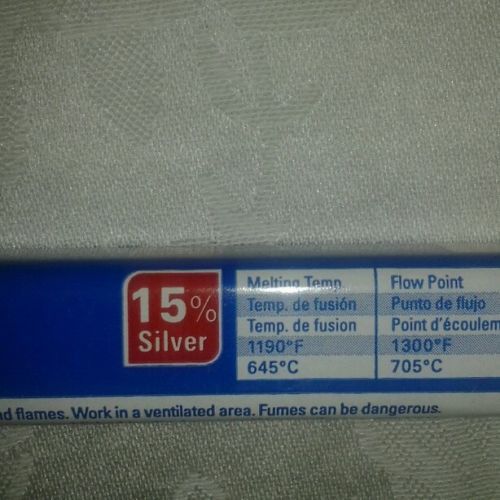 15%
Silver
Melting Temp
Temp. de fusión
Temp. de fusion
1190°F
645°C
Flow Point
Punto de flujo
Point
1300°F
705°C
flames. Work in a ventilated area. Fumes can be dangerous.